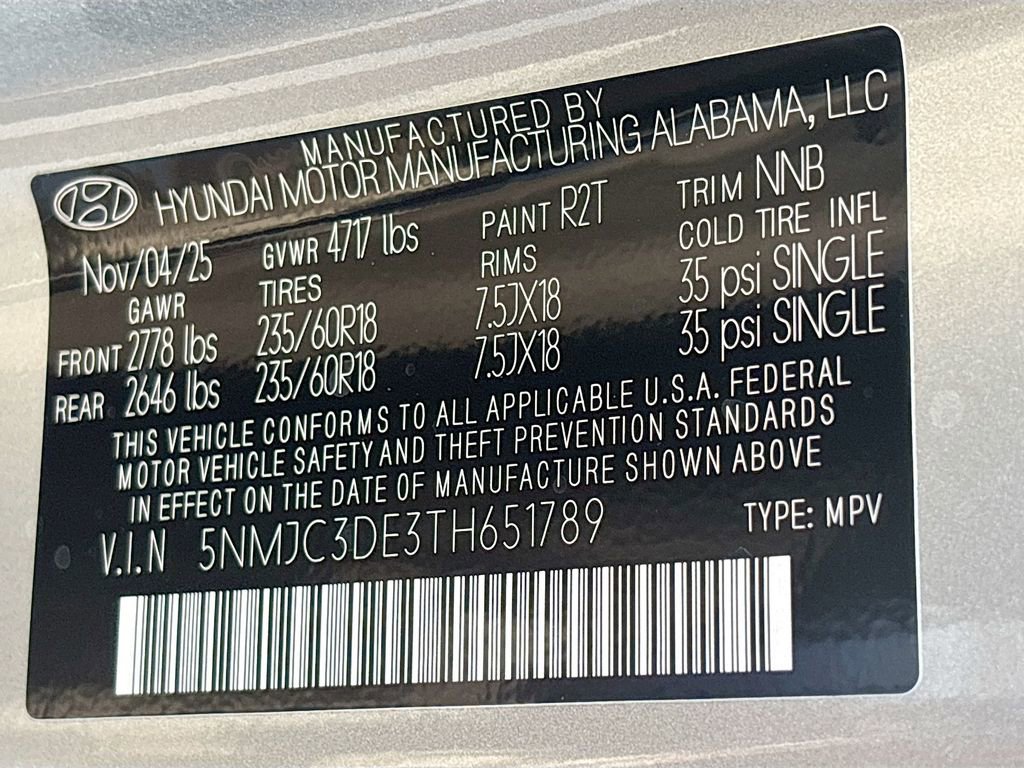 MANUFACTURED BY
HYUNDAI MOTOR MANUFACTURING ALABAMA, LLC
Nov/04/25 GVWR 4717 lbs PAINT R2T TRIM NNB
GAWR TIRES RIMS COLD TIRE INFL
FRONT 2778 lbs 235/60R18 7.5JX18 35 psi SINGLE
REAR 2646 lbs 235/60R18 7.5JX18 35 psi SINGLE
THIS VEHICLE CONFORMS TO ALL APPLICABLE U.S.A. FEDERAL
MOTOR VEHICLE SAFETY AND THEFT PREVENTION STANDARDS
IN EFFECT ON THE DATE OF MANUFACTURE SHOWN ABOVE
V.I.N 5NMJC3DE3TH651789 TYPE: MPV